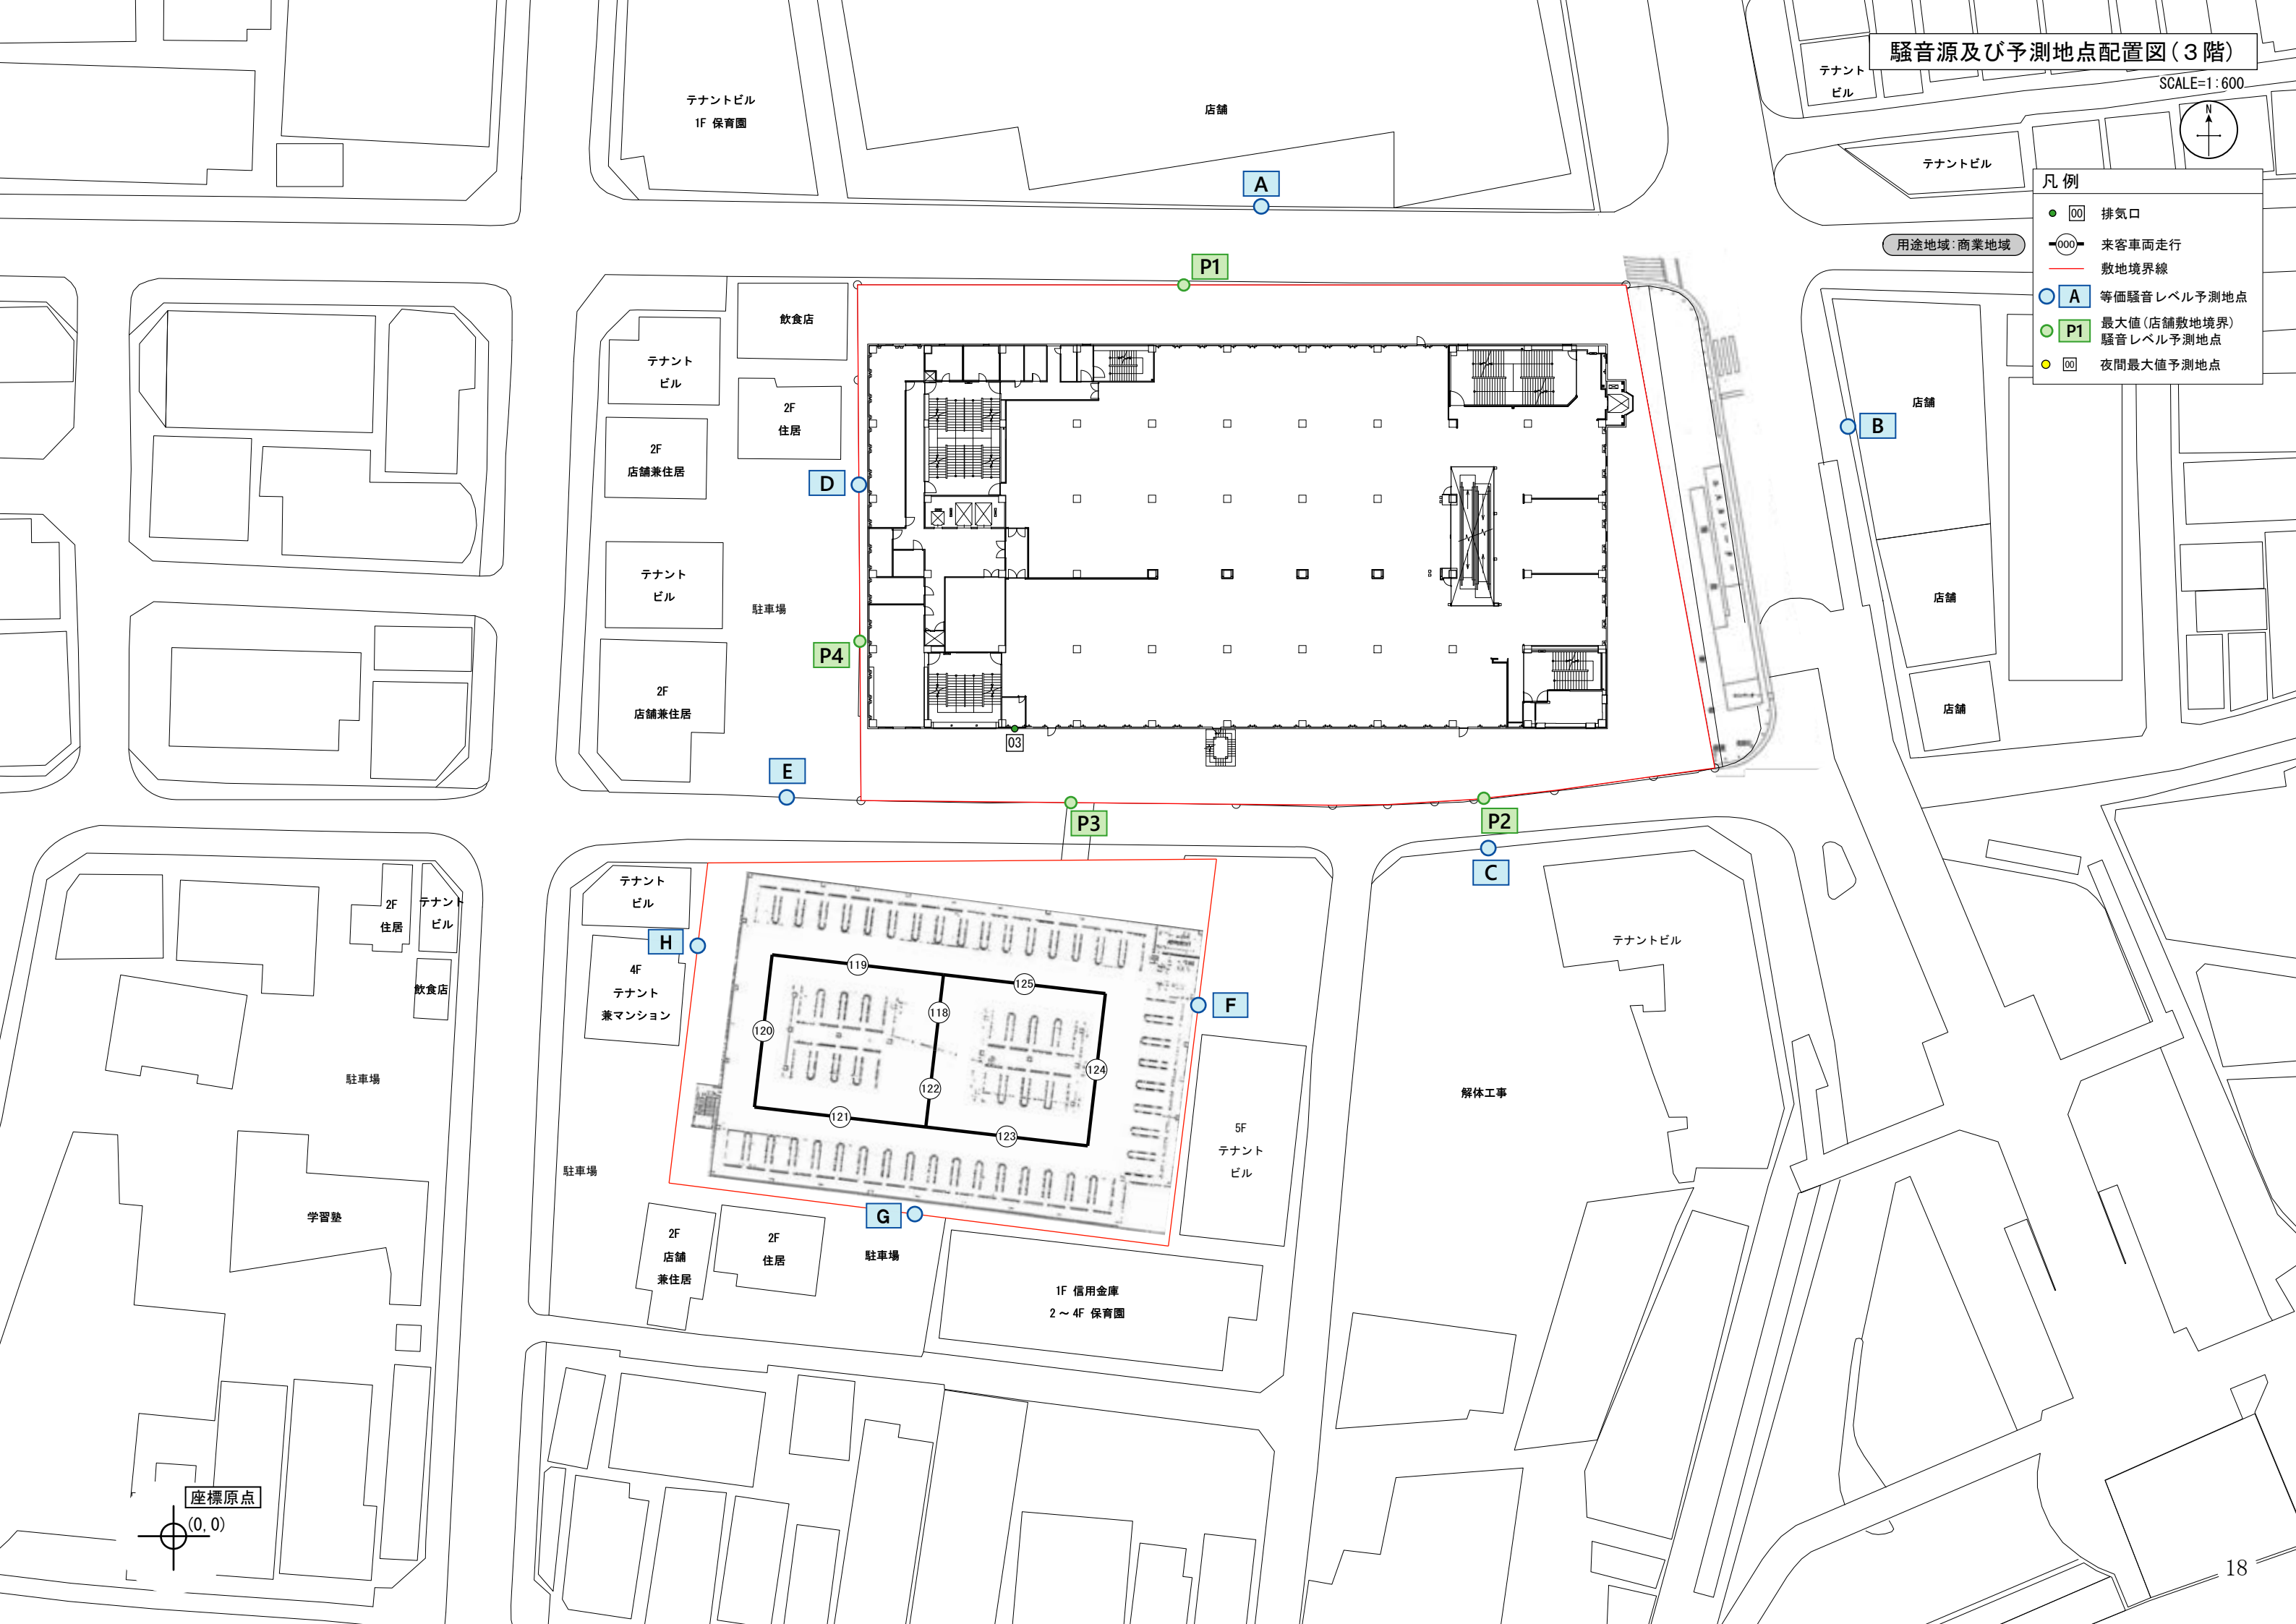 騒音源及び予測地点配置図(3階)
SCALE=1:600
N
凡 例
00 排気口
000 来客車両走行
敷地境界線
A 等価騒音レベル予測地点
P1 最大値(店舗敷地境界)
騒音レベル予測地点
00 夜間最大値予測地点
用途地域:商業地域
テナント
ビル
テナントビル
テナントビル
1F 保育園
店舗
A
P1
飲食店
テナント
ビル
2F
住居
2F
店舗兼住居
D
B
店舗
テナント
ビル
駐車場
店舗
P4
2F
店舗兼住居
店舗
03
E
P3
P2
C
テナント
ビル
2F
住居
テナント
ビル
H
4F
テナント
兼マンション
飲食店
テナントビル
119
125
118
120
F
122
124
121
123
駐車場
解体工事
5F
テナント
ビル
駐車場
学習塾
G
2F
店舗
兼住居
2F
住居
駐車場
1F 信用金庫
2～4F 保育園
座標原点
(0,0)
18